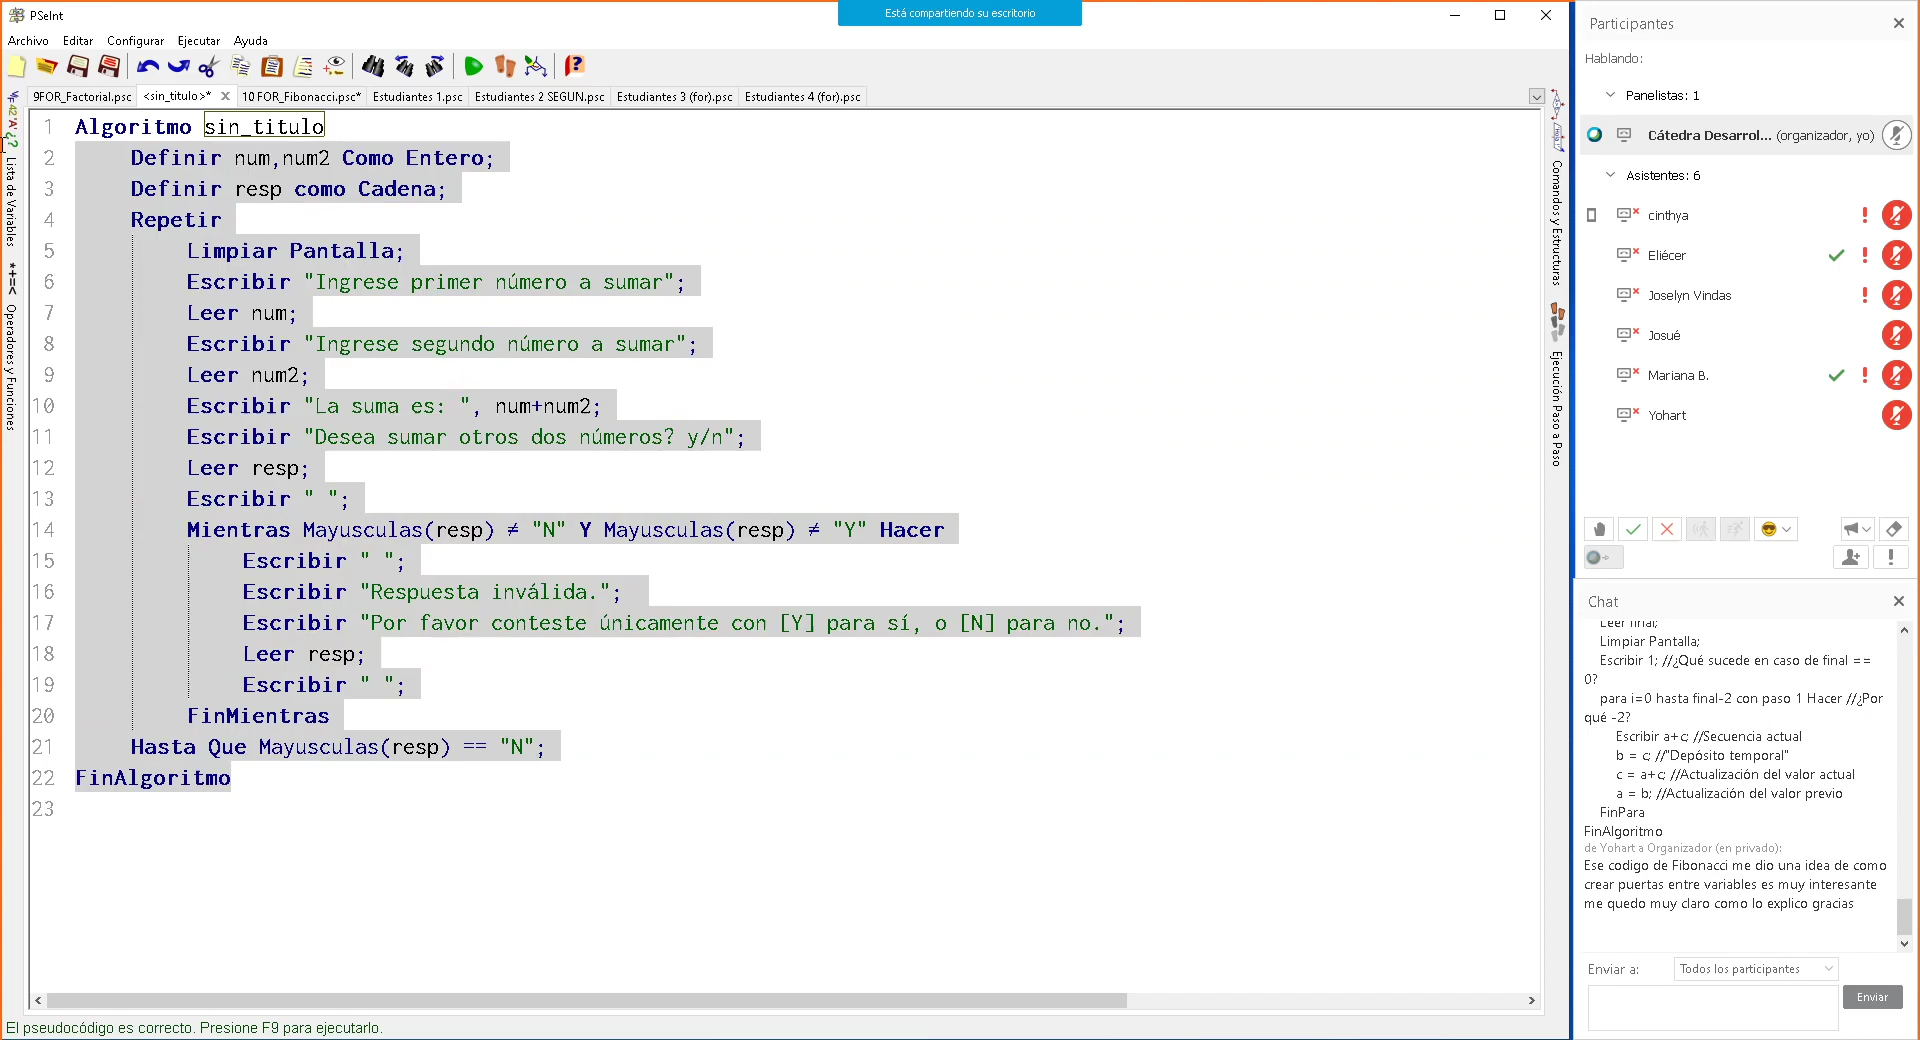 PSeInt
Está compartiendo su escritorio
Archivo Editar Configurar Ejecutar Ayuda
9FOR_Factorial.psc <sin_titulo>* 10 FOR_Fibonacci.psc* Estudiantes 1.psc Estudiantes 2 SEGUN.psc Estudiantes 3 (for).psc Estudiantes 4 (for).psc
Lista de Variables
*+=< Operadores y Funciones
1 Algoritmo sin_titulo
2 Definir num,num2 Como Entero;
3 Definir resp como Cadena;
4 Repetir
5 Limpiar Pantalla;
6 Escribir "Ingrese primer número a sumar";
7 Leer num;
8 Escribir "Ingrese segundo número a sumar";
9 Leer num2;
10 Escribir "La suma es: ", num+num2;
11 Escribir "Desea sumar otros dos números? y/n";
12 Leer resp;
13 Escribir " ";
14 Mientras Mayusculas(resp) ≠ "N" Y Mayusculas(resp) ≠ "Y" Hacer
15 Escribir " ";
16 Escribir "Respuesta inválida.";
17 Escribir "Por favor conteste únicamente con [Y] para sí, o [N] para no.";
18 Leer resp;
19 Escribir " ";
20 FinMientras
21 Hasta Que Mayusculas(resp) == "N";
22 FinAlgoritmo
23
Comandos y Estructuras
Ejecución Paso a Paso
El pseudocódigo es correcto. Presione F9 para ejecutarlo.
Participantes
Hablando:
Panelistas: 1
Cátedra Desarrol... (organizador, yo)
Asistentes: 6
cinthya
Eliécer
Joselyn Vindas
Josué
Mariana B.
Yohart
Chat
Leer final;
Limpiar Pantalla;
Escribir 1; //¿Qué sucede en caso de final ==
0?
para i=0 hasta final-2 con paso 1 Hacer //¿Por
qué -2?
Escribir a+c; //Secuencia actual
b = c; //"Depósito temporal"
c = a+c; //Actualización del valor actual
a = b; //Actualización del valor previo
FinPara
FinAlgoritmo
de Yohart a Organizador (en privado):
Ese codigo de Fibonacci me dio una idea de como
crear puertas entre variables es muy interesante
me quedo muy claro como lo explico gracias
Enviar a: Todos los participantes
Enviar